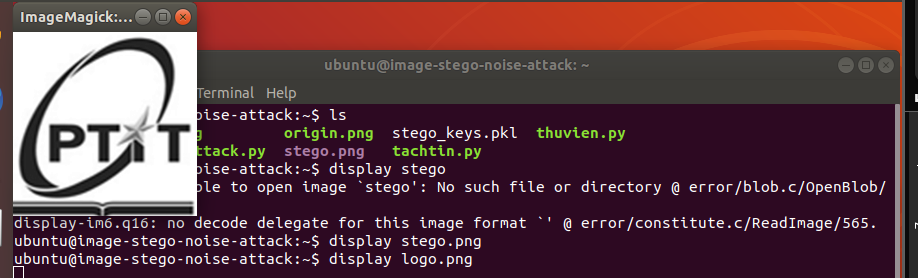 ImageMagick:...
ubuntu@image-stego-noise-attack: ~
Terminal Help
PTIT
noise-attack:~$ ls
g origin.png stego_keys.pkl thuvien.py
ttack.py stego.png tachtin.py
noise-attack:~$ display stego
ble to open image `stego': No such file or directory @ error/blob.c/OpenBlob/
display-im6.q16: no decode delegate for this image format `' @ error/constitute.c/ReadImage/565.
ubuntu@image-stego-noise-attack:~$ display stego.png
ubuntu@image-stego-noise-attack:~$ display logo.png